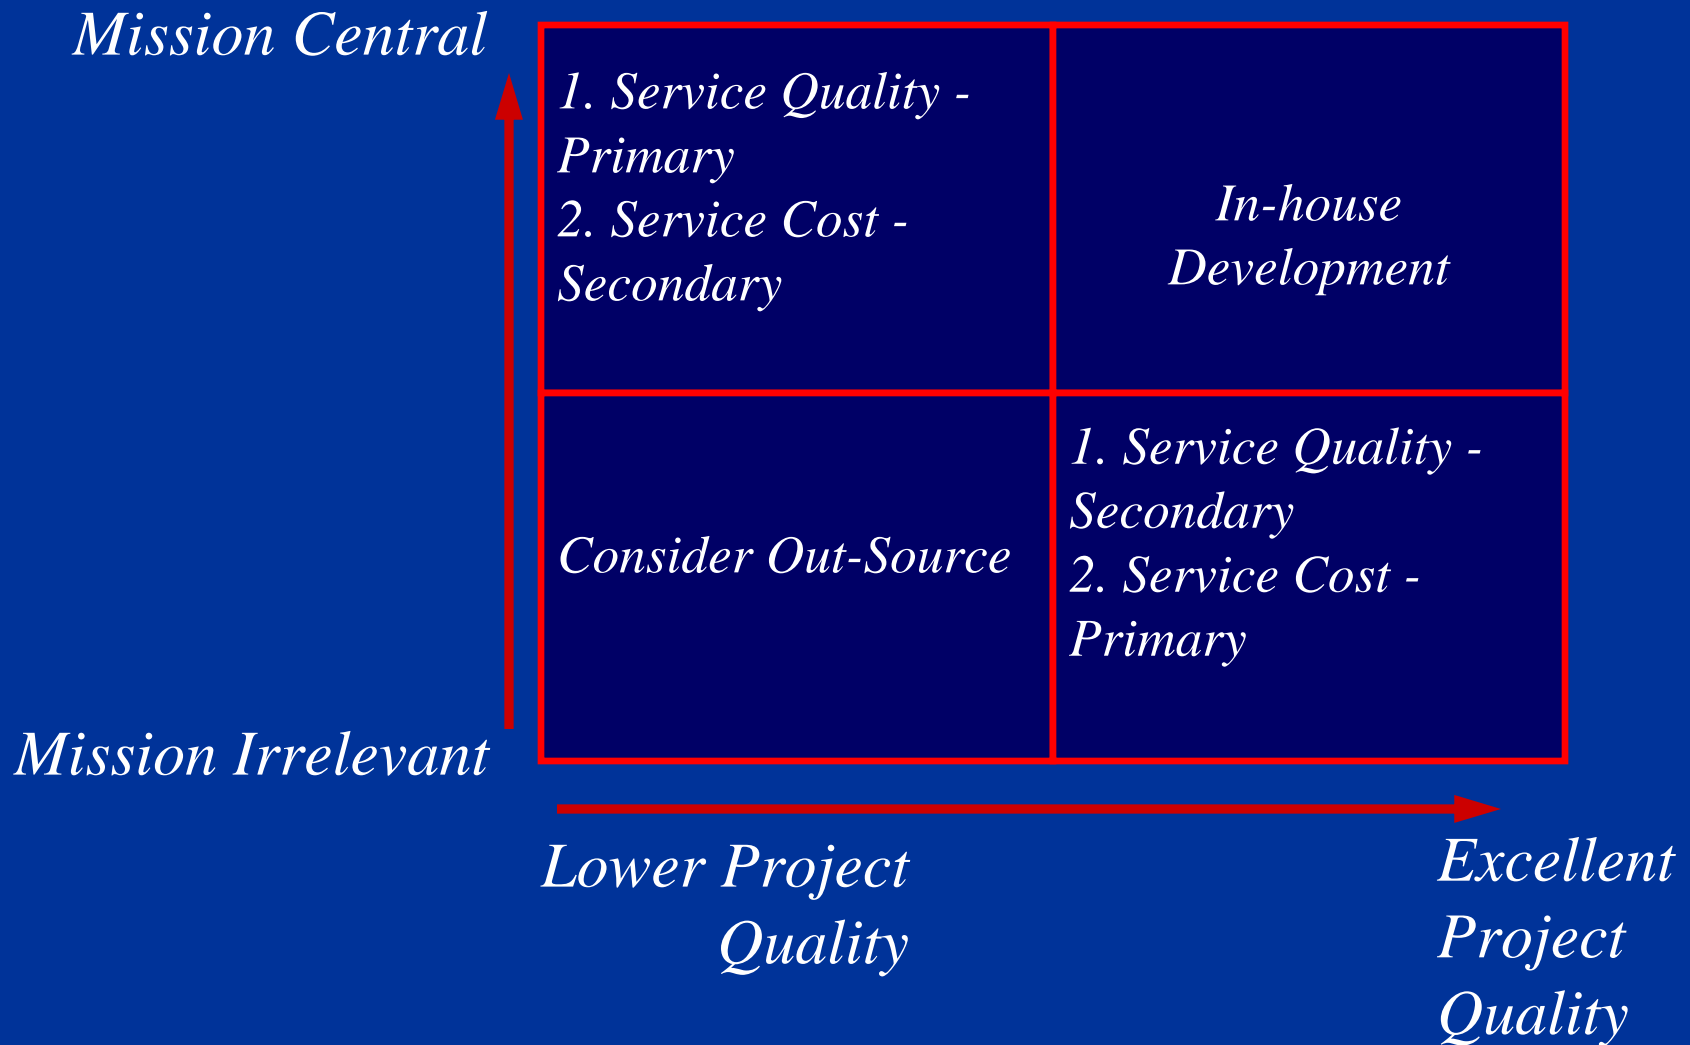 Mission Central
1. Service Quality -
Primary
2. Service Cost -
Secondary
In-house
Development
Consider Out-Source
1. Service Quality -
Secondary
2. Service Cost -
Primary
Mission Irrelevant
Lower Project
Quality
Excellent
Project
Quality